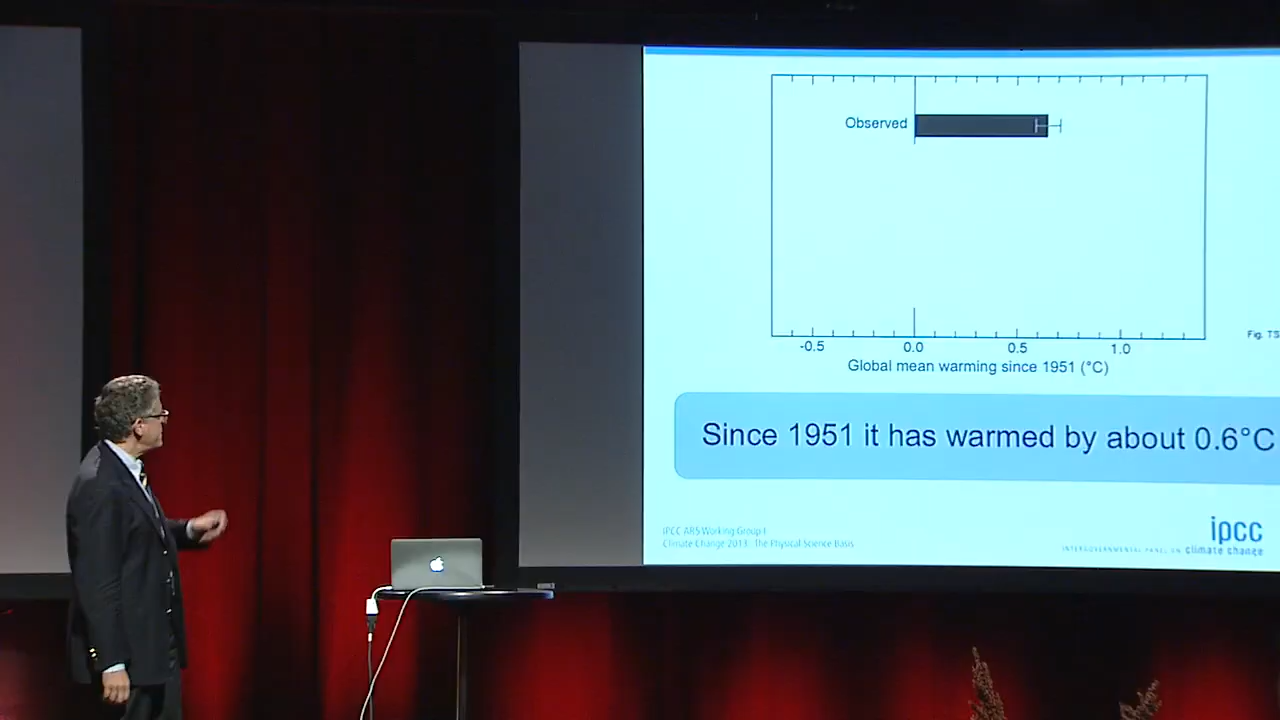 Observed
-0.5 0.0 0.5 1.0
Fig. TS
Global mean warming since 1951 (°C)
Since 1951 it has warmed by about 0.6°C
IPCC AR5 Working Group I
Climate Change 2013: The Physical Science Basis
ipcc
INTERGOVERNMENTAL PANEL ON climate change